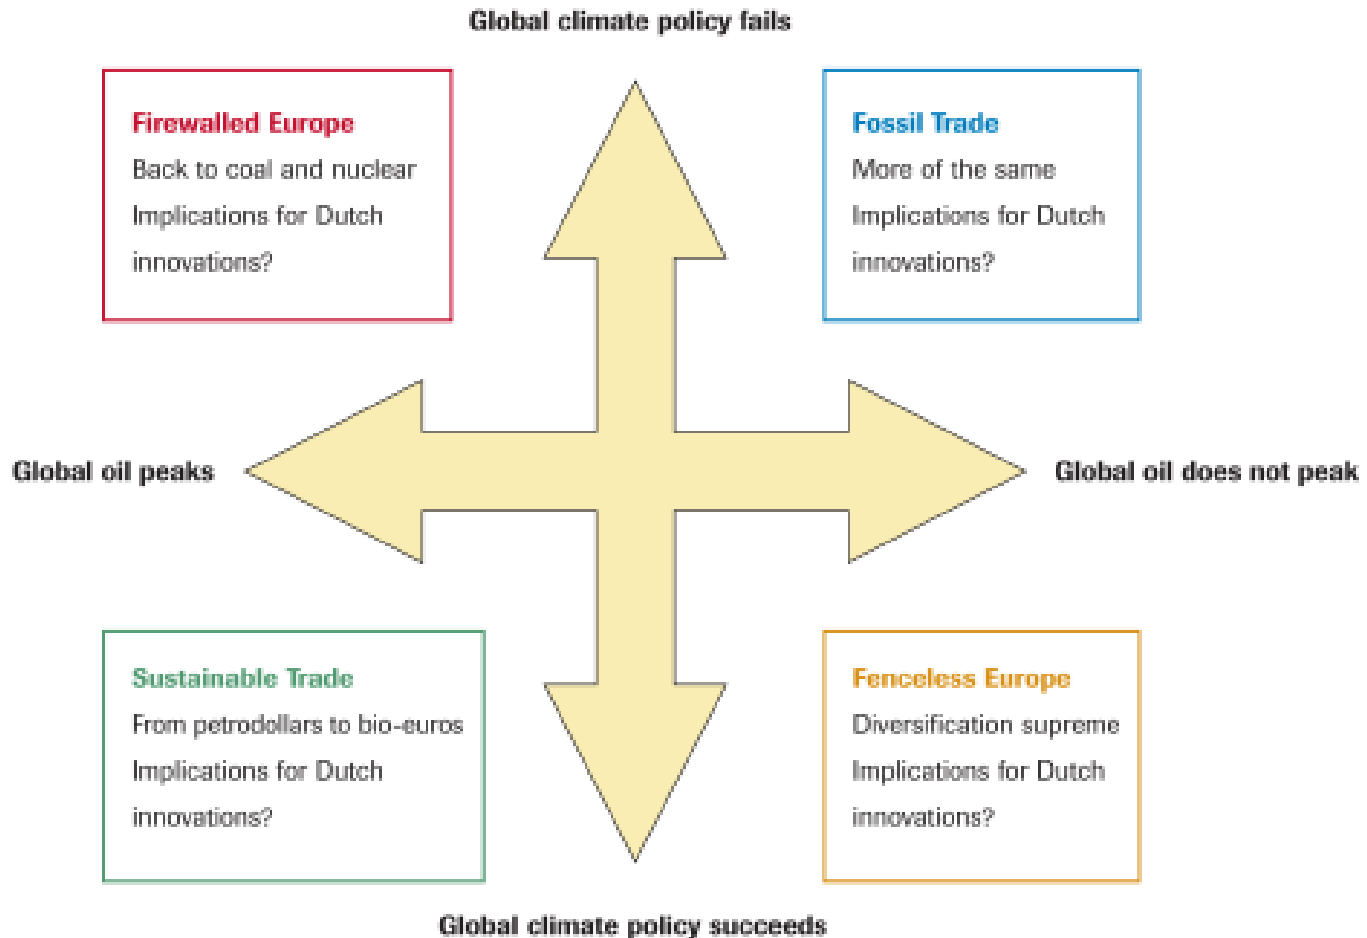 Global climate policy fails
Firewalled Europe
Back to coal and nuclear
Implications for Dutch
innovations?
Fossil Trade
More of the same
Implications for Dutch
innovations?
Global oil peaks
Global oil does not peak
Sustainable Trade
From petrodollars to bio-euros
Implications for Dutch
innovations?
Fenceless Europe
Diversification supreme
Implications for Dutch
innovations?
Global climate policy succeeds